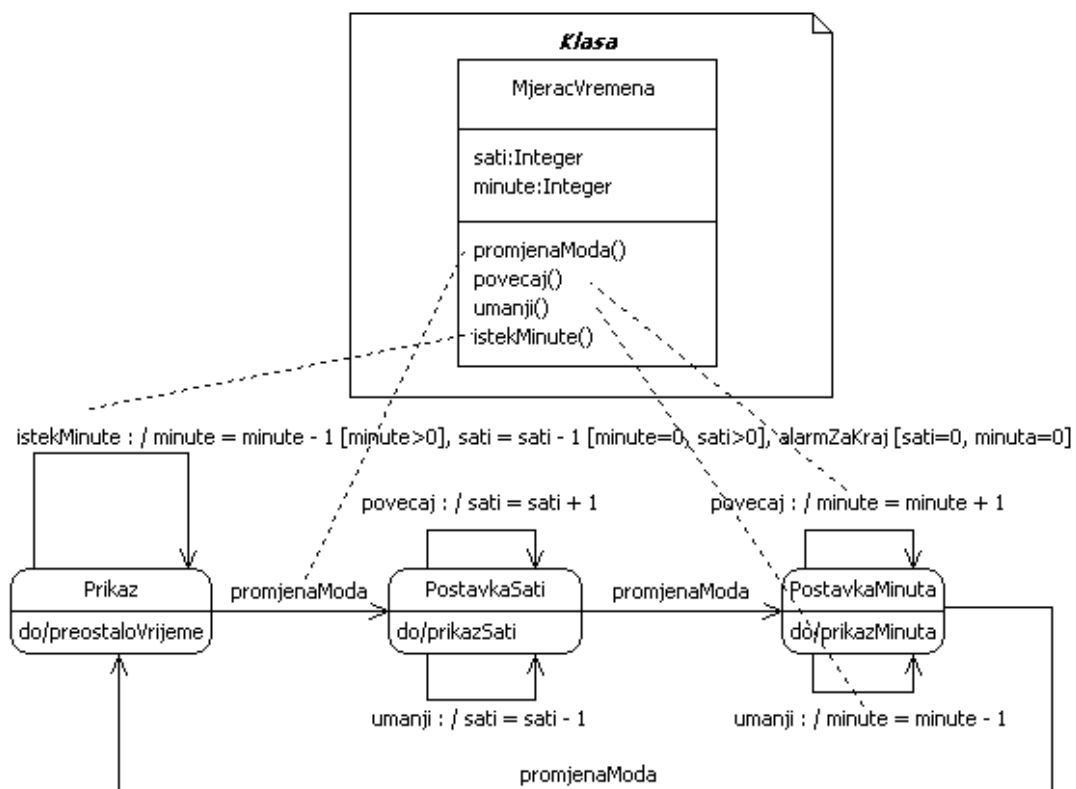 Klasa
MjeracVremena
sati:Integer
minute:Integer
promjenaModa()
povecaj()
umanji()
istekMinute()
istekMinute : / minute = minute - 1 [minute>0], sati = sati - 1 [minute=0, sati>0], alarmZaKraj [sati=0, minuta=0]
povecaj : / sati = sati + 1
povecaj : / minute = minute + 1
Prikaz
do/preostaloVrijeme
promjenaModa
PostavkaSati
do/prikazSati
promjenaModa
PostavkaMinuta
do/prikazMinuta
umanji : / sati = sati - 1
umanji : / minute = minute - 1
promjenaModa